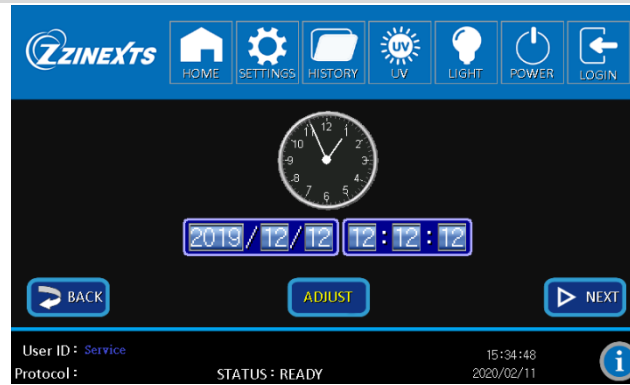 ZINEXTS
HOME SETTINGS HISTORY UV LIGHT POWER LOGIN
12
11 1
10 2
9 3
8 4
7 5
6
2019/12/12 12:12:12
BACK ADJUST NEXT
User ID : Service 15:34:48
Protocol : STATUS : READY 2020/02/11